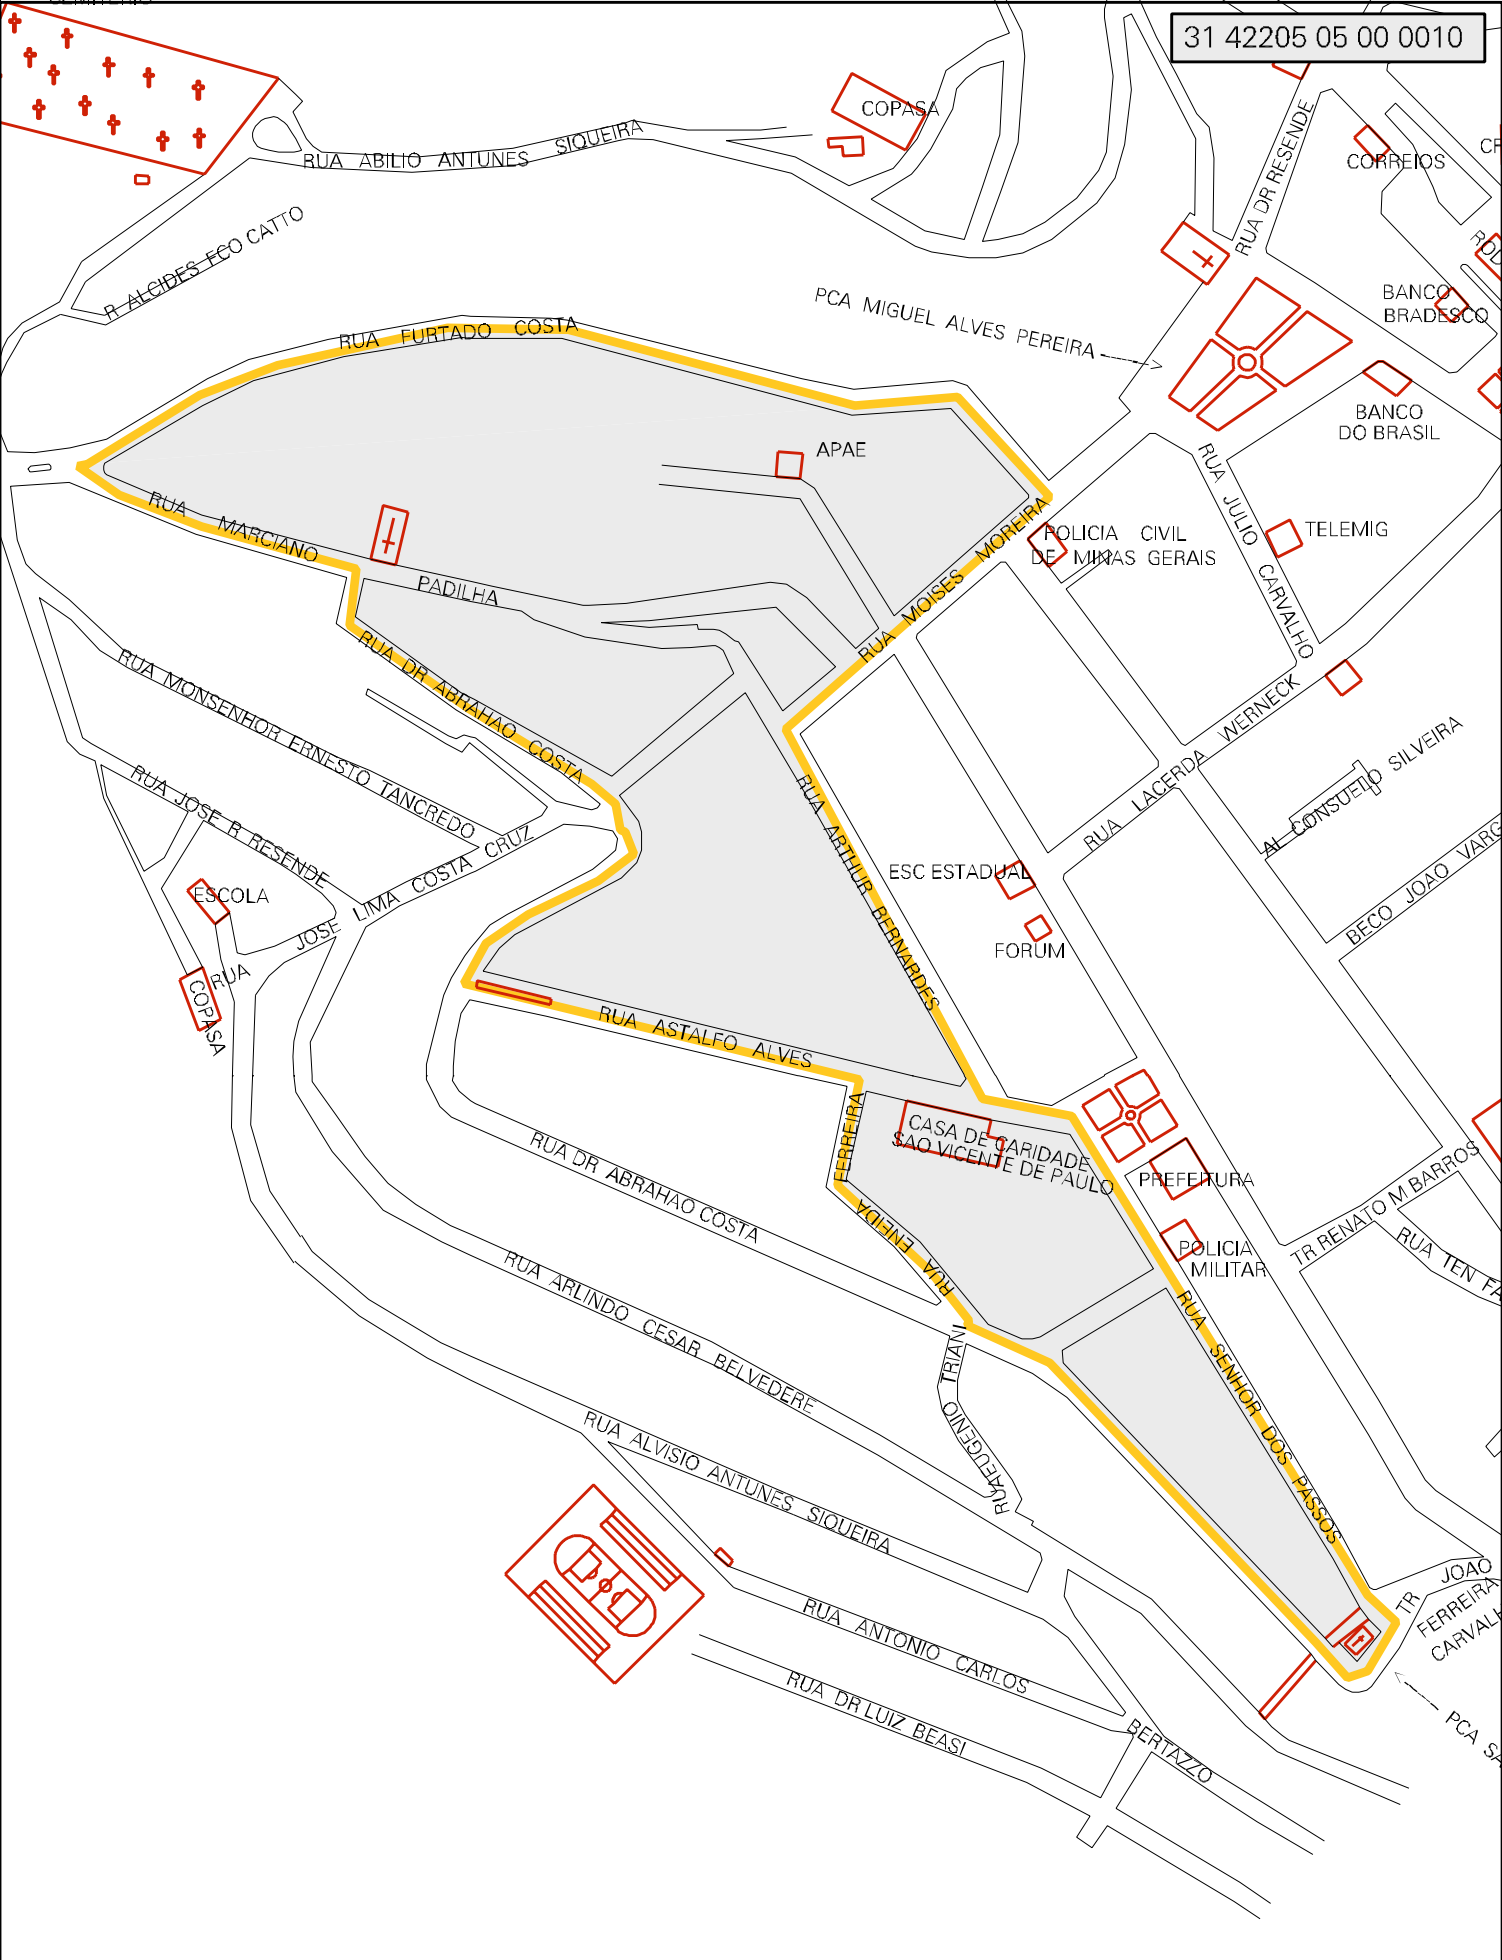 31 42205 05 00 0010
COPASA
RUA ABILIO ANTUNES SIQUEIRA
RUA DR RESENDE
CORREIOS
R ALCIDES FCO CATTO
PCA MIGUEL ALVES PEREIRA
BANCO
BRADESCO
RUA FURTADO COSTA
BANCO
DO BRASIL
APAE
RUA MARCIANO PADILHA
RUA MOISES MOREIRA
POLICIA CIVIL
DE MINAS GERAIS
RUA JULIO CARVALHO
TELEMIG
RUA DR ABRAHAO COSTA
RUA MONSENHOR ERNESTO TANCREDO
RUA JOSE R RESENDE
RUA JOSE LIMA COSTA CRUZ
ESCOLA
COPASA
RUA ARTHUR BERNARDES
RUA LACERDA WERNECK
AL CONSUELO SILVEIRA
BECO JOAO VARG
ESC ESTADUAL
FORUM
RUA ASTALFO ALVES
CASA DE CARIDADE
SAO VICENTE DE PAULO
RUA ENEIDA FERREIRA
PREFEITURA
POLICIA
MILITAR
TR RENATO M BARROS
RUA TEN FA
RUA DR ABRAHAO COSTA
RUA ARLINDO CESAR BELVEDERE
RUA EUGENIO TRIANI
RUA SENHOR DOS PASSOS
RUA ALVISIO ANTUNES SIQUEIRA
RUA ANTONIO CARLOS
RUA DR LUIZ BEASI
BERTAZZO
TR JOAO
FERREIRA
CARVALH
PCA SA